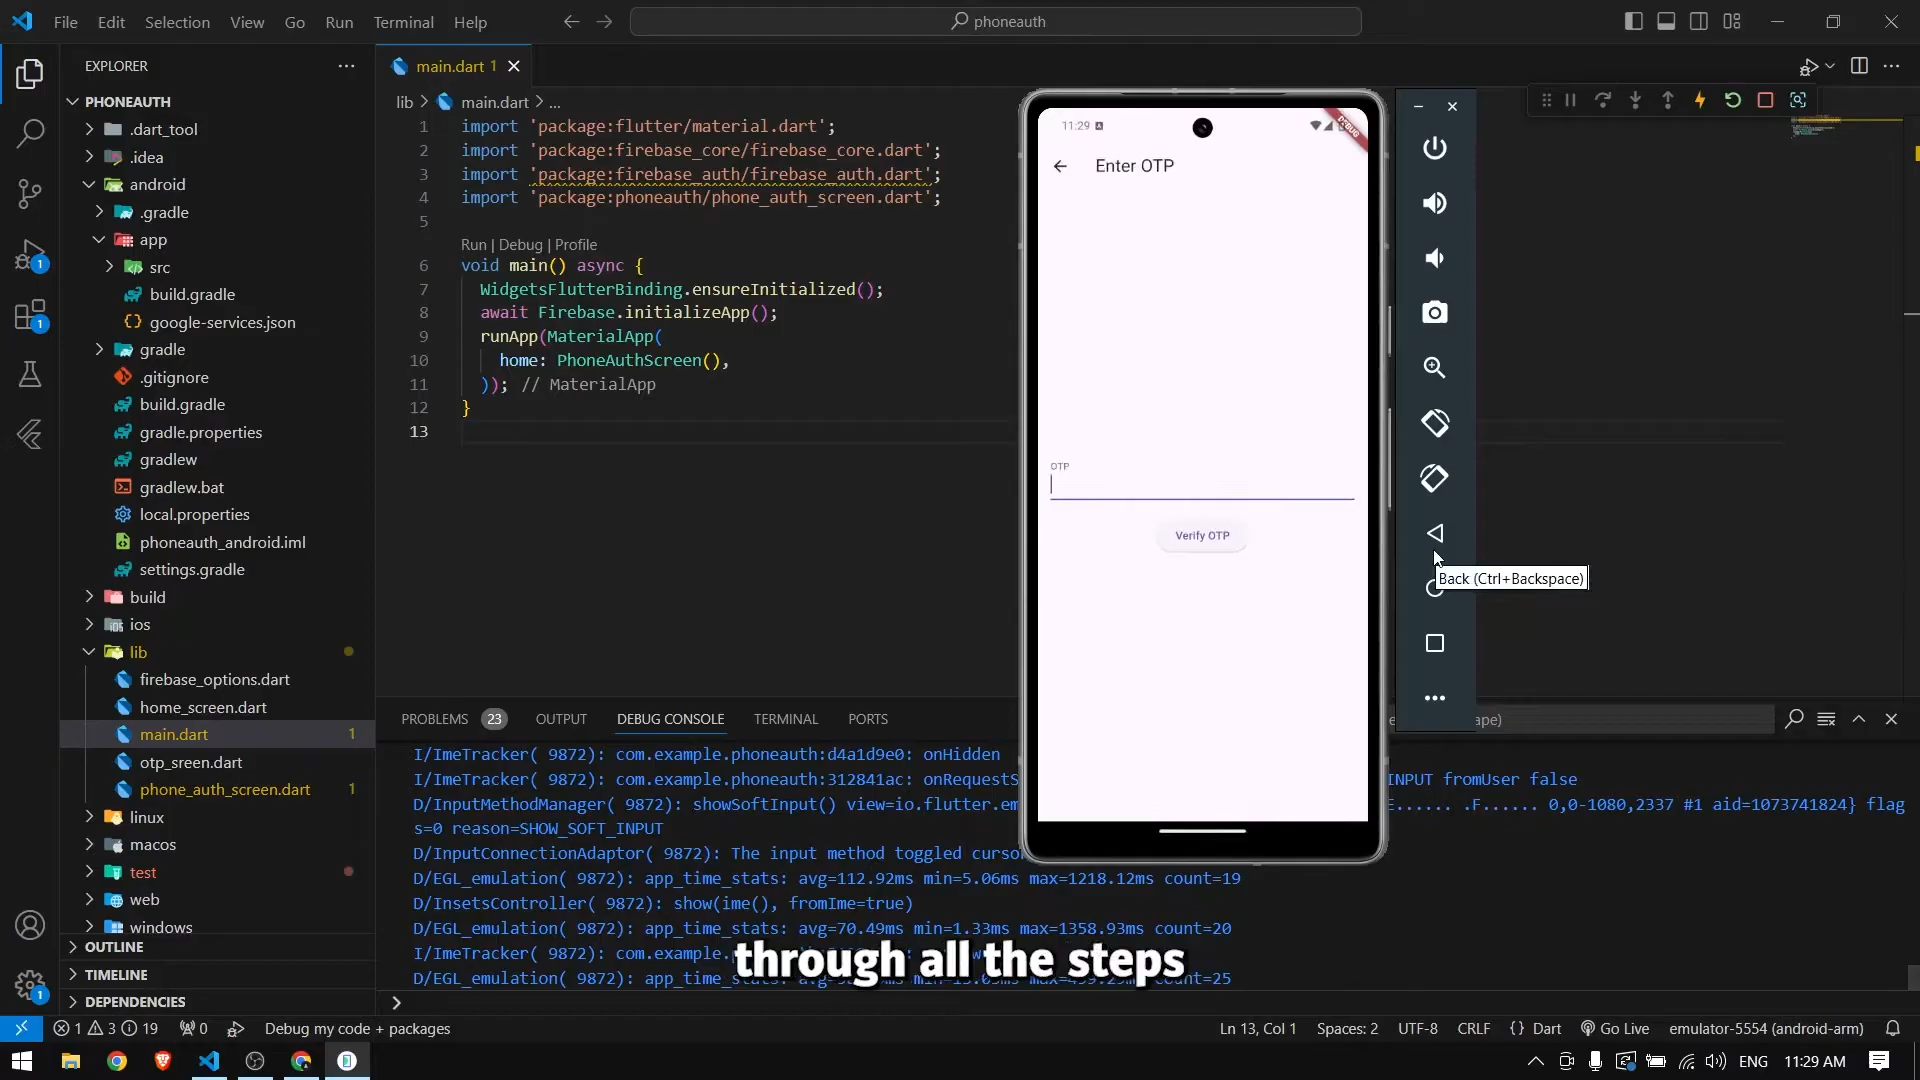 File Edit Selection View Go Run Terminal Help
phoneauth
EXPLORER
PHONEAUTH
.dart_tool
.idea
android
.gradle
app
src
build.gradle
google-services.json
gradle
.gitignore
build.gradle
gradle.properties
gradlew
gradlew.bat
local.properties
phoneauth_android.iml
settings.gradle
build
ios
lib
firebase_options.dart
home_screen.dart
main.dart 1
otp_sreen.dart
phone_auth_screen.dart 1
linux
macos
test
web
windows
OUTLINE
TIMELINE
DEPENDENCIES
1
1
1
main.dart 1
lib > main.dart > ...
1 import 'package:flutter/material.dart';
2 import 'package:firebase_core/firebase_core.dart';
3 import 'package:firebase_auth/firebase_auth.dart';
4 import 'package:phoneauth/phone_auth_screen.dart';
5
Run | Debug | Profile
6 void main() async {
7 WidgetsFlutterBinding.ensureInitialized();
8 await Firebase.initializeApp();
9 runApp(MaterialApp(
10 home: PhoneAuthScreen(),
11 )); // MaterialApp
12 }
13
11:29
DEBUG
Enter OTP
OTP
Verify OTP
Back (Ctrl+Backspace)
PROBLEMS 23 OUTPUT DEBUG CONSOLE TERMINAL PORTS
ape)
I/ImeTracker( 9872): com.example.phoneauth:d4a1d9e0: onHidden
I/ImeTracker( 9872): com.example.phoneauth:312841ac: onRequestS INPUT fromUser false
D/InputMethodManager( 9872): showSoftInput() view=io.flutter.em E...... .F...... 0,0-1080,2337 #1 aid=1073741824} flag
s=0 reason=SHOW_SOFT_INPUT
D/InputConnectionAdaptor( 9872): The input method toggled curso
D/EGL_emulation( 9872): app_time_stats: avg=112.92ms min=5.06ms max=1218.12ms count=19
D/InsetsController( 9872): show(ime(), fromIme=true)
D/EGL_emulation( 9872): app_time_stats: avg=70.49ms min=1.33ms max=1358.93ms count=20
I/ImeTracker( 9872): com.example.p
D/EGL_emulation( 9872): app_time_s count=25
through all the steps
1 3 19 0 Debug my code + packages
Ln 13, Col 1 Spaces: 2 UTF-8 CRLF {} Dart Go Live emulator-5554 (android-arm)
ENG 11:29 AM